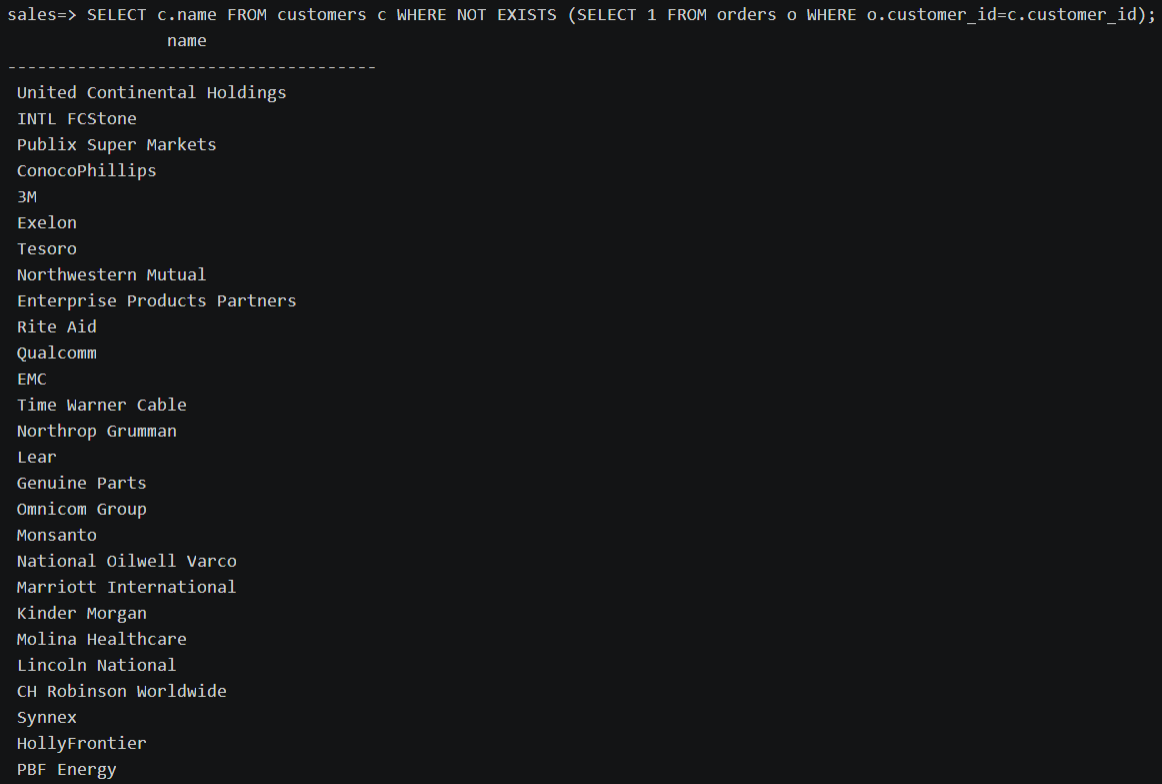 sales=> SELECT c.name FROM customers c WHERE NOT EXISTS (SELECT 1 FROM orders o WHERE o.customer_id=c.customer_id);
name
-------------------------------------
United Continental Holdings
INTL FCStone
Publix Super Markets
ConocoPhillips
3M
Exelon
Tesoro
Northwestern Mutual
Enterprise Products Partners
Rite Aid
Qualcomm
EMC
Time Warner Cable
Northrop Grumman
Lear
Genuine Parts
Omnicom Group
Monsanto
National Oilwell Varco
Marriott International
Kinder Morgan
Molina Healthcare
Lincoln National
CH Robinson Worldwide
Synnex
HollyFrontier
PBF Energy